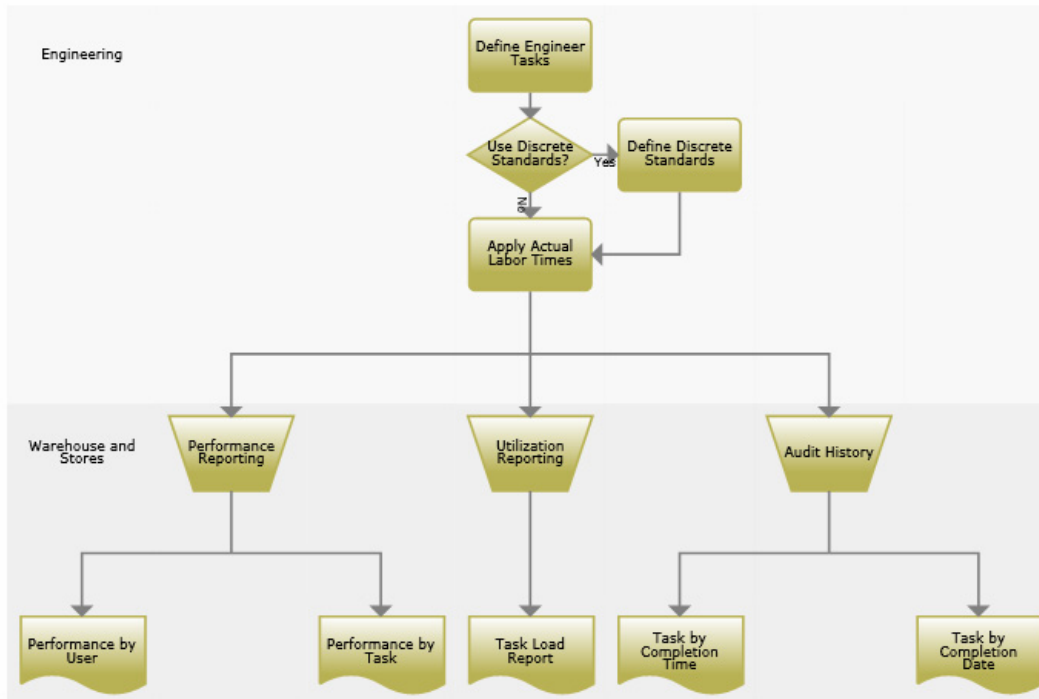 Engineering
Define Engineer
Tasks
Use Discrete
Standards?
Yes
Define Discrete
Standards
No
Apply Actual
Labor Times
Warehouse and
Stores
Performance
Reporting
Utilization
Reporting
Audit History
Performance by
User
Performance by
Task
Task Load
Report
Task by
Completion
Time
Task by
Completion
Date